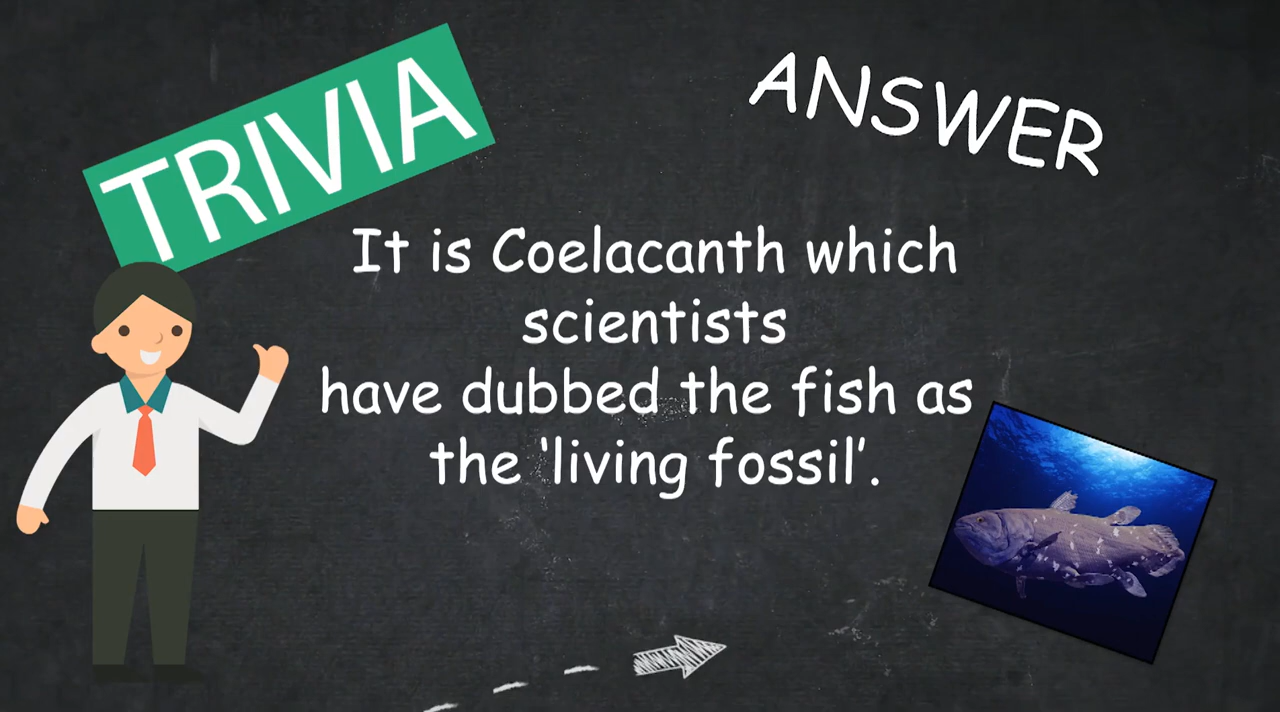 TRIVIA
ANSWER
It is Coelacanth which
scientists
have dubbed the fish as
the ‘living fossil’.